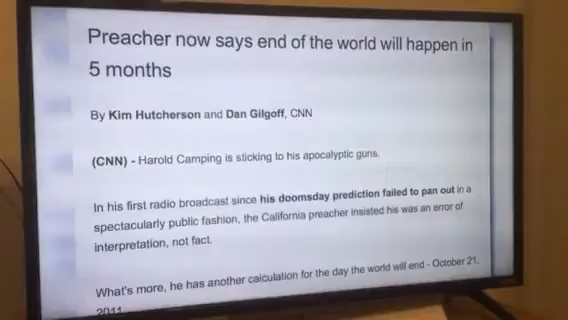 Preacher now says end of the world will happen in
5 months
By Kim Hutcherson and Dan Gilgoff, CNN
(CNN) - Harold Camping is sticking to his apocalyptic guns.
In his first radio broadcast since his doomsday prediction failed to pan out in a
spectacularly public fashion, the California preacher insisted his was an error of
interpretation, not fact.
What's more, he has another calculation for the day the world will end - October 21,
2011.